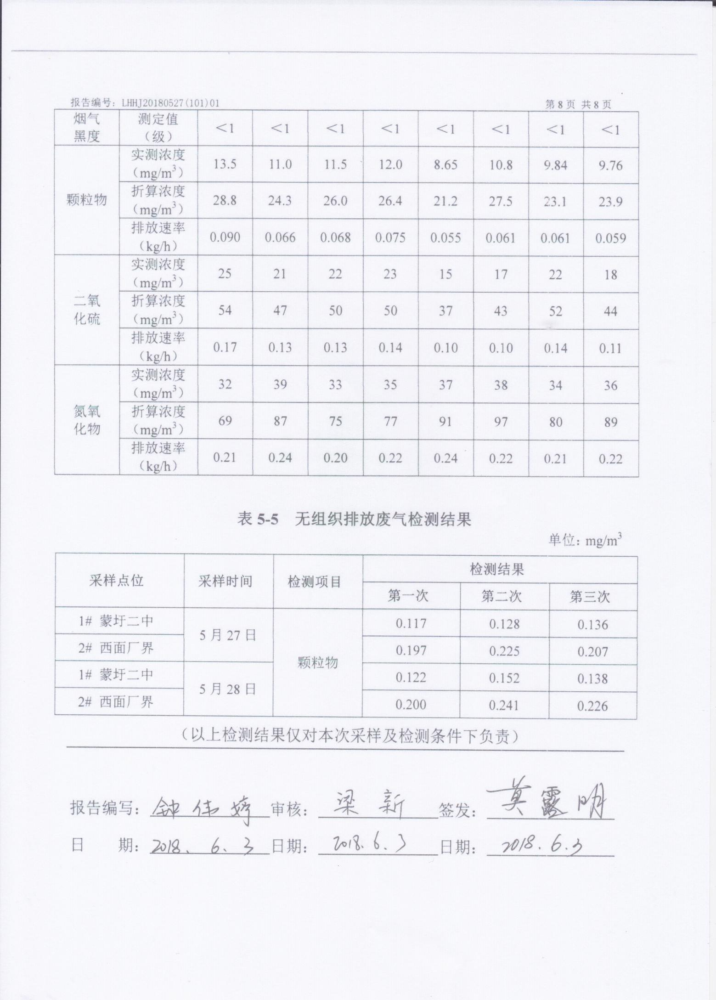 报告编号：LHHJ20180527(101)01 第 8 页 共 8 页
烟气黑度 测定值（级） ＜1 ＜1 ＜1 ＜1 ＜1 ＜1 ＜1 ＜1
颗粒物 实测浓度（mg/m³） 13.5 11.0 11.5 12.0 8.65 10.8 9.84 9.76
折算浓度（mg/m³） 28.8 24.3 26.0 26.4 21.2 27.5 23.1 23.9
排放速率（kg/h） 0.090 0.066 0.068 0.075 0.055 0.061 0.061 0.059
二氧化硫 实测浓度（mg/m³） 25 21 22 23 15 17 22 18
折算浓度（mg/m³） 54 47 50 50 37 43 52 44
排放速率（kg/h） 0.17 0.13 0.13 0.14 0.10 0.10 0.14 0.11
氮氧化物 实测浓度（mg/m³） 32 39 33 35 37 38 34 36
折算浓度（mg/m³） 69 87 75 77 91 97 80 89
排放速率（kg/h） 0.21 0.24 0.20 0.22 0.24 0.22 0.21 0.22
表 5-5 无组织排放废气检测结果
单位：mg/m³
采样点位 采样时间 检测项目 检测结果
第一次 第二次 第三次
1# 蒙圩二中 5 月 27 日 颗粒物 0.117 0.128 0.136
2# 西面厂界 0.197 0.225 0.207
1# 蒙圩二中 5 月 28 日 0.122 0.152 0.138
2# 西面厂界 0.200 0.241 0.226
（以上检测结果仅对本次采样及检测条件下负责）
报告编写：钟伟婷 审核：梁新 签发：莫露明
日 期：2018.6.3 日期：2018.6.3 日期：2018.6.3